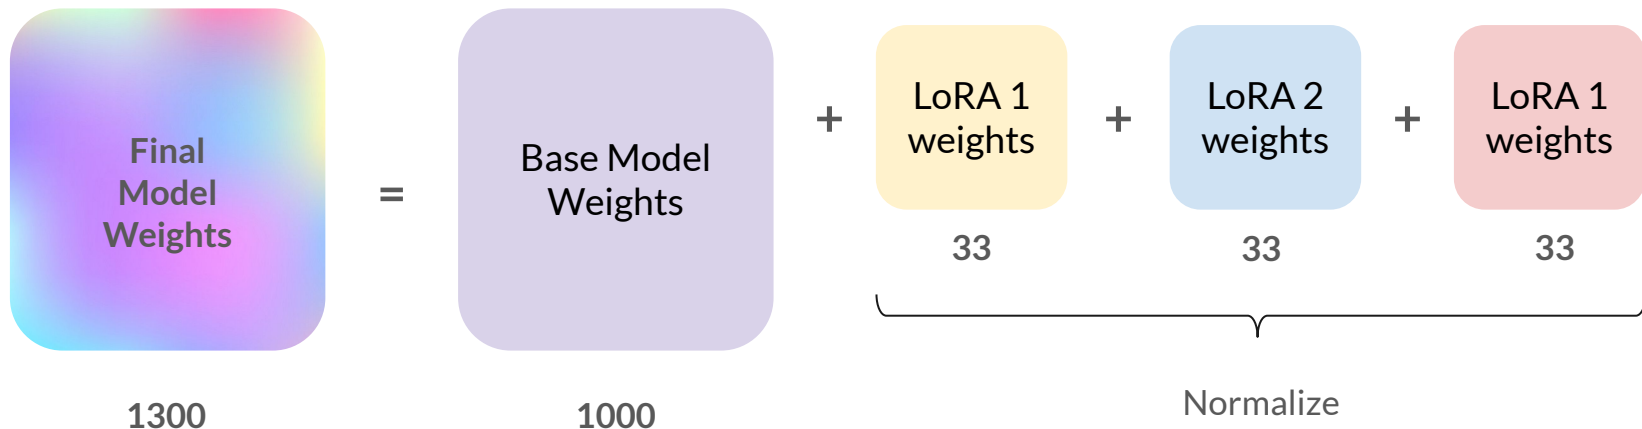 Final
Model
Weights
=
Base Model
Weights
+
LoRA 1
weights
+
LoRA 2
weights
+
LoRA 1
weights
33
33
33
1300
1000
Normalize